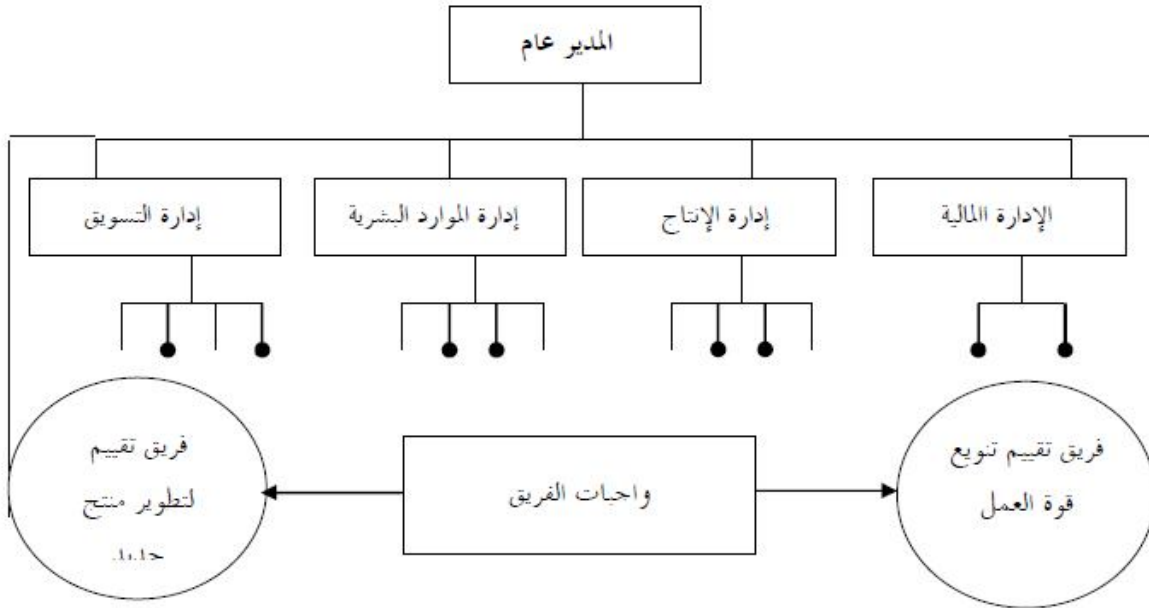 المدير عام
الإدارة االمالية
إدارة الإنتاج
إدارة الموارد البشرية
إدارة التسويق
فريق تقييم تنويع
قوة العمل
واجبات الفريق
فريق تقييم
لتطوير منتج